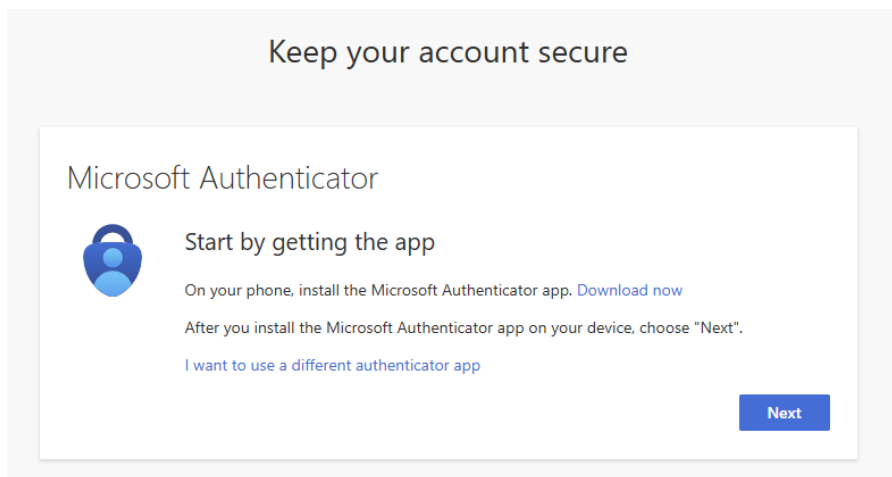 Keep your account secure
Microsoft Authenticator
Start by getting the app
On your phone, install the Microsoft Authenticator app. Download now
After you install the Microsoft Authenticator app on your device, choose "Next".
I want to use a different authenticator app
Next